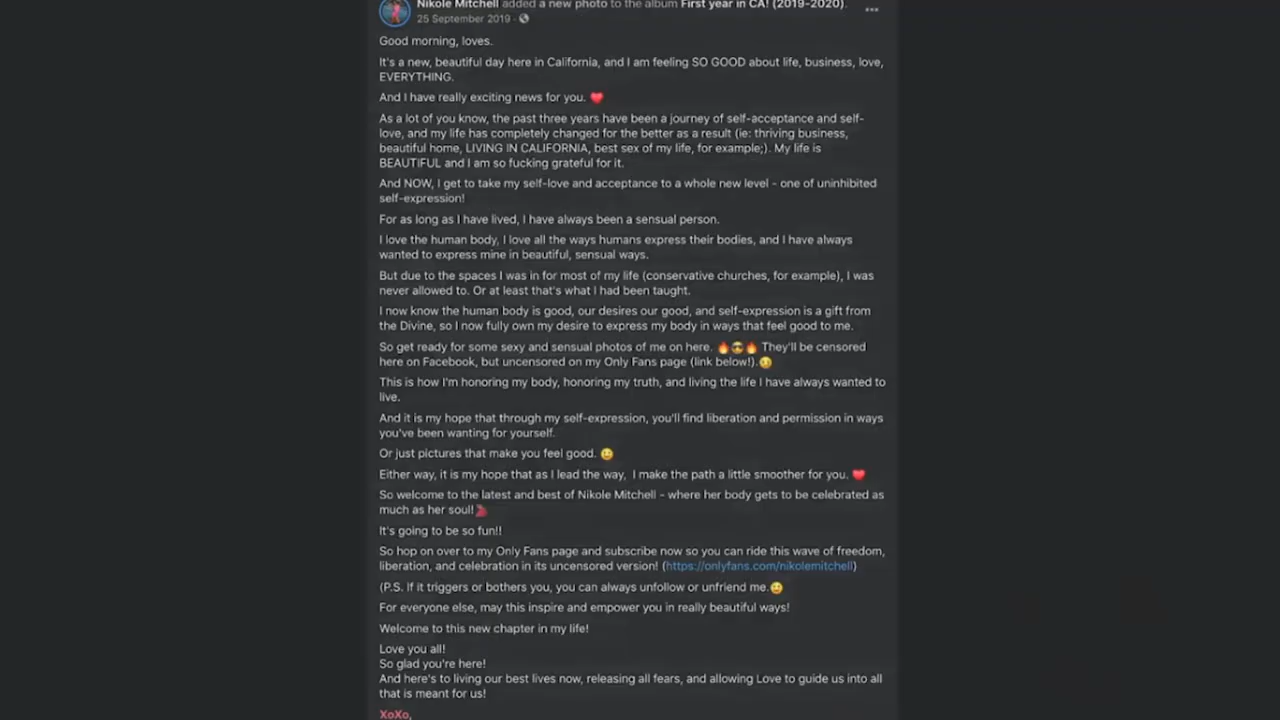 Nikole Mitchell added a new photo to the album First year in CA! (2019-2020).
25 September 2019 ·
Good morning, loves.
It's a new, beautiful day here in California, and I am feeling SO GOOD about life, business, love,
EVERYTHING.
And I have really exciting news for you. ❤️
As a lot of you know, the past three years have been a journey of self-acceptance and self-
love, and my life has completely changed for the better as a result (ie: thriving business,
beautiful home, LIVING IN CALIFORNIA, best sex of my life, for example;). My life is
BEAUTIFUL and I am so fucking grateful for it.
And NOW, I get to take my self-love and acceptance to a whole new level - one of uninhibited
self-expression!
For as long as I have lived, I have always been a sensual person.
I love the human body, I love all the ways humans express their bodies, and I have always
wanted to express mine in beautiful, sensual ways.
But due to the spaces I was in for most of my life (conservative churches, for example), I was
never allowed to. Or at least that's what I had been taught.
I now know the human body is good, our desires our good, and self-expression is a gift from
the Divine, so I now fully own my desire to express my body in ways that feel good to me.
So get ready for some sexy and sensual photos of me on here. 🔥😎🔥 They'll be censored
here on Facebook, but uncensored on my Only Fans page (link below!).😉
This is how I'm honoring my body, honoring my truth, and living the life I have always wanted to
live.
And it is my hope that through my self-expression, you'll find liberation and permission in ways
you've been wanting for yourself.
Or just pictures that make you feel good. 😉
Either way, it is my hope that as I lead the way, I make the path a little smoother for you. ❤️
So welcome to the latest and best of Nikole Mitchell - where her body gets to be celebrated as
much as her soul!💃
It's going to be so fun!!
So hop on over to my Only Fans page and subscribe now so you can ride this wave of freedom,
liberation, and celebration in its uncensored version! (https://onlyfans.com/nikolemitchell)
(P.S. If it triggers or bothers you, you can always unfollow or unfriend me.😉
For everyone else, may this inspire and empower you in really beautiful ways!
Welcome to this new chapter in my life!
Love you all!
So glad you're here!
And here's to living our best lives now, releasing all fears, and allowing Love to guide us into all
that is meant for us!
XoXo,